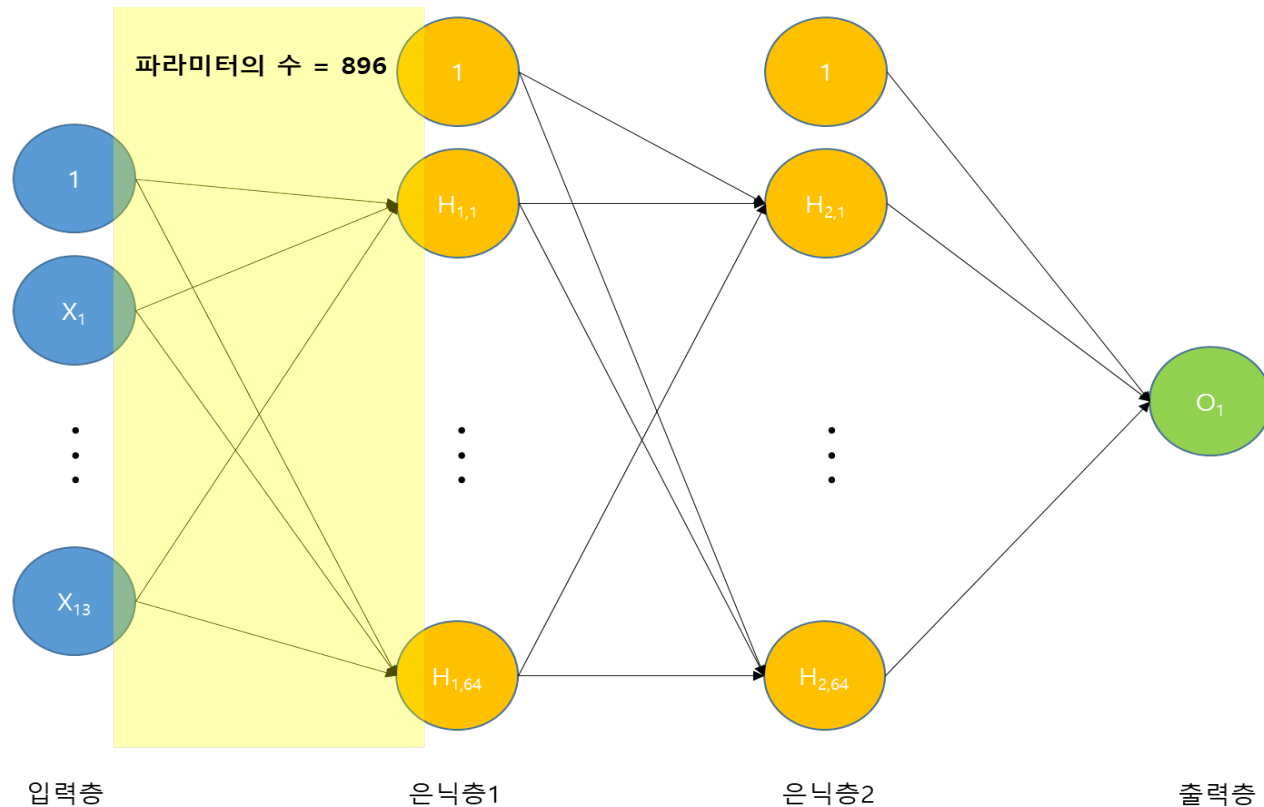 파라미터의 수 = 896
1
1
1
H1,1
H2,1
X1
O1
X13
H1,64
H2,64
입력층
은닉층1
은닉층2
출력층